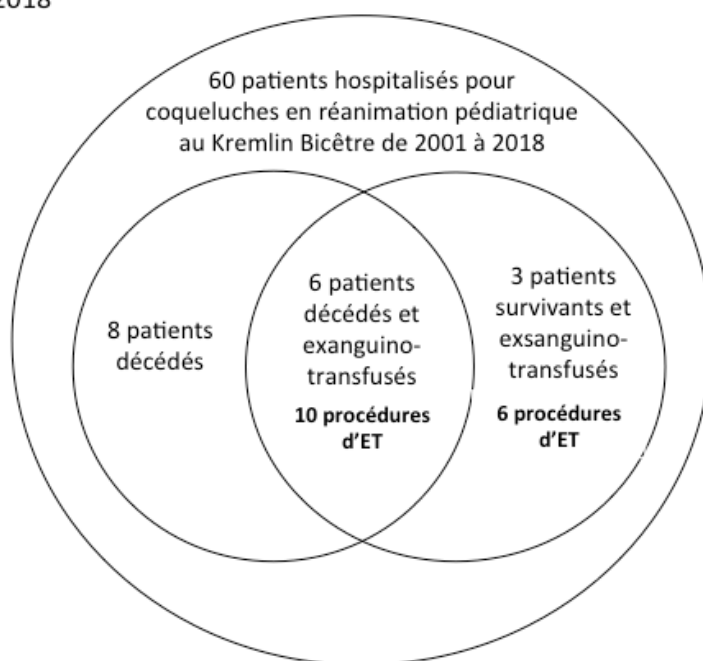 2018
60 patients hospitalisés pour
coqueluches en réanimation pédiatrique
au Kremlin Bicêtre de 2001 à 2018
8 patients
décédés
6 patients
décédés et
exanguino-
transfusés
10 procédures
d'ET
3 patients
survivants et
exsanguino-
transfusés
6 procédures
d'ET